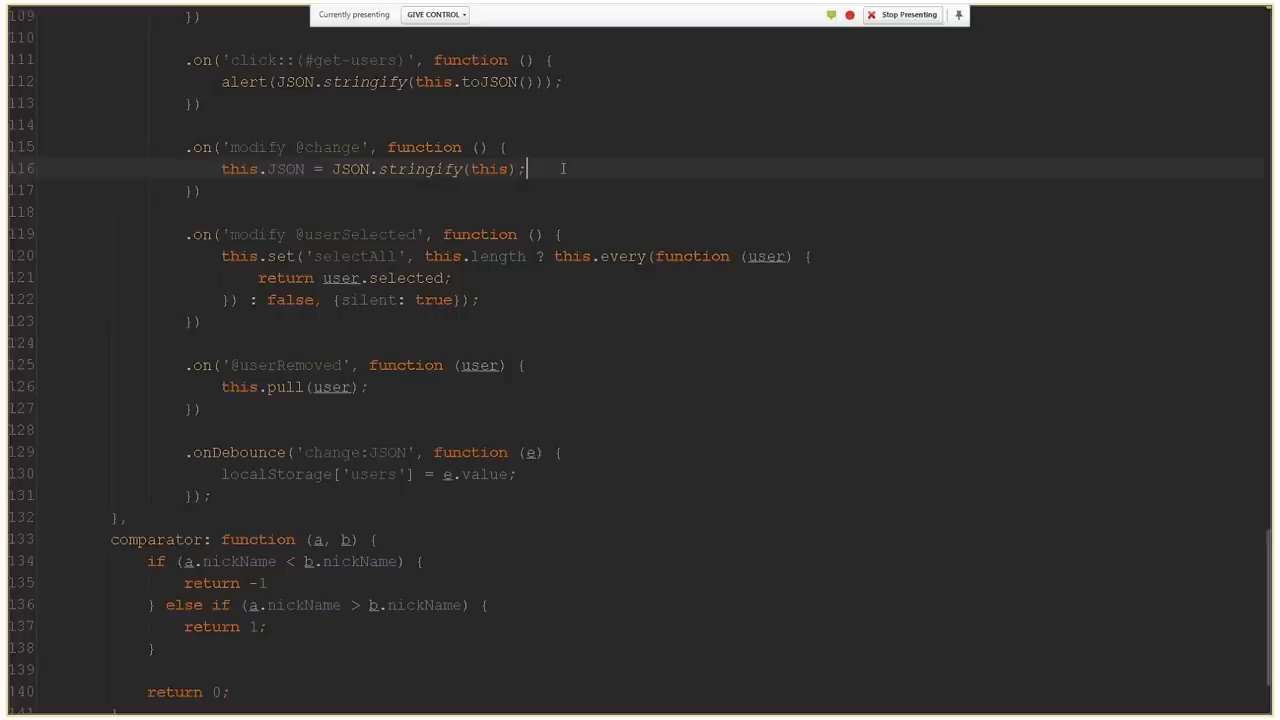 Currently presenting GIVE CONTROL Stop Presenting
109 })
110
111 .on('click::(#get-users)', function () {
112 alert(JSON.stringify(this.toJSON()));
113 })
114
115 .on('modify @change', function () {
116 this.JSON = JSON.stringify(this);
117 })
118
119 .on('modify @userSelected', function () {
120 this.set('selectAll', this.length ? this.every(function (user) {
121 return user.selected;
122 }) : false, {silent: true});
123 })
124
125 .on('@userRemoved', function (user) {
126 this.pull(user);
127 })
128
129 .onDebounce('change:JSON', function (e) {
130 localStorage['users'] = e.value;
131 });
132 },
133 comparator: function (a, b) {
134 if (a.nickName < b.nickName) {
135 return -1
136 } else if (a.nickName > b.nickName) {
137 return 1;
138 }
139
140 return 0;